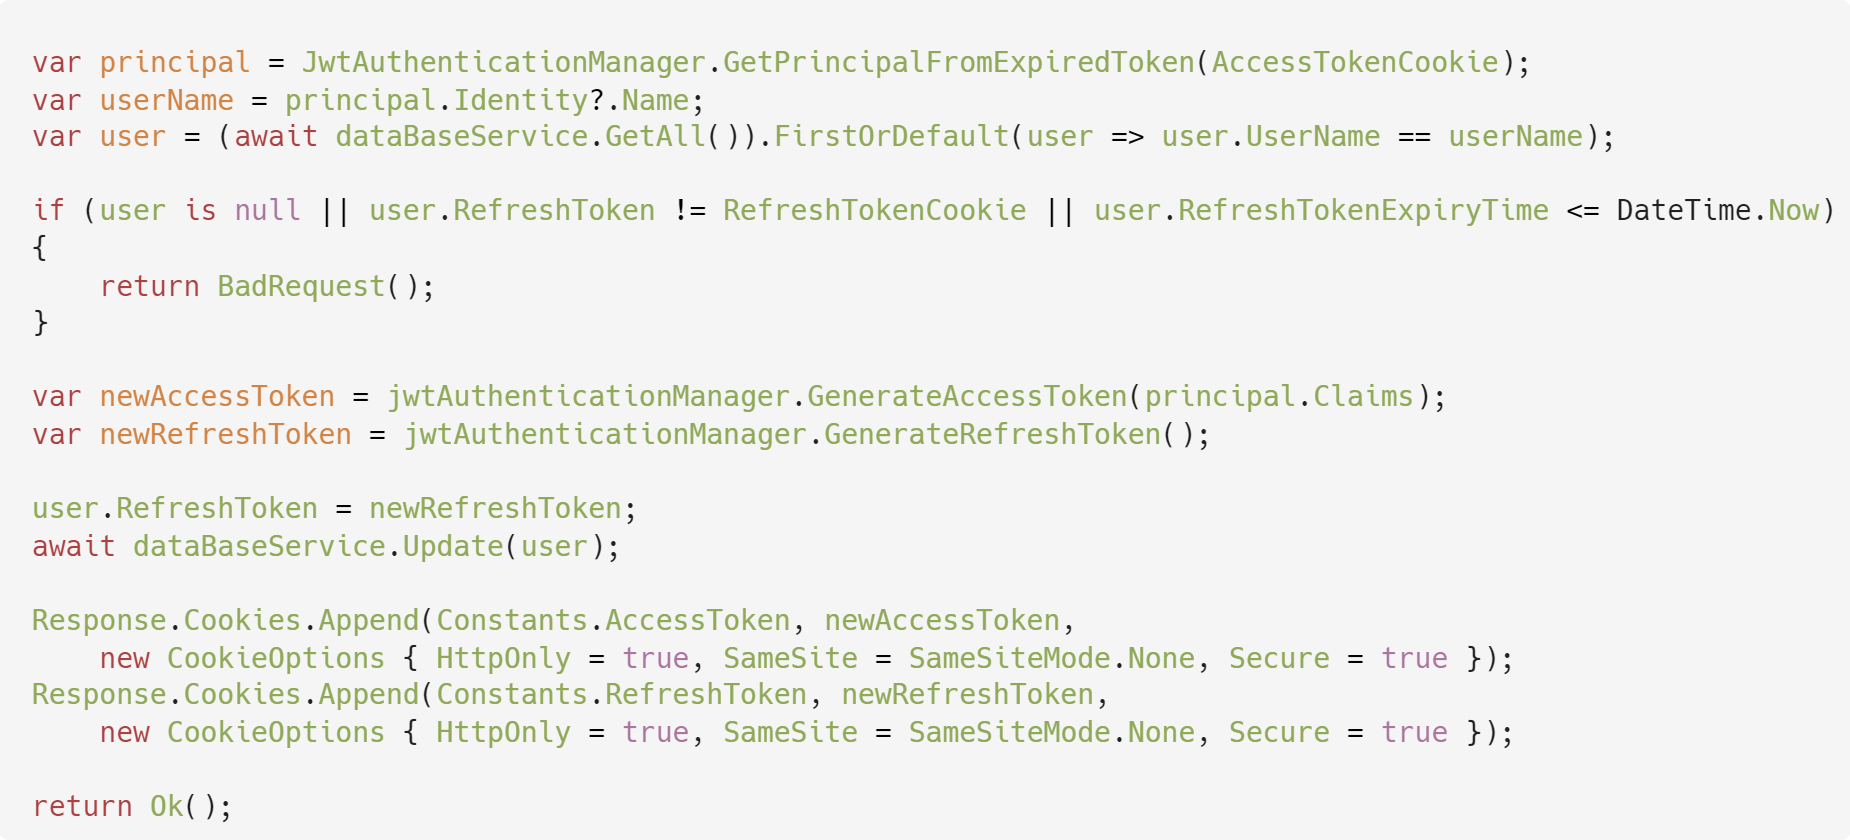 var principal = JwtAuthenticationManager.GetPrincipalFromExpiredToken(AccessTokenCookie);
var userName = principal.Identity?.Name;
var user = (await dataBaseService.GetAll()).FirstOrDefault(user => user.UserName == userName);

if (user is null || user.RefreshToken != RefreshTokenCookie || user.RefreshTokenExpiryTime <= DateTime.Now)
{
    return BadRequest();
}

var newAccessToken = jwtAuthenticationManager.GenerateAccessToken(principal.Claims);
var newRefreshToken = jwtAuthenticationManager.GenerateRefreshToken();

user.RefreshToken = newRefreshToken;
await dataBaseService.Update(user);

Response.Cookies.Append(Constants.AccessToken, newAccessToken,
    new CookieOptions { HttpOnly = true, SameSite = SameSiteMode.None, Secure = true });
Response.Cookies.Append(Constants.RefreshToken, newRefreshToken,
    new CookieOptions { HttpOnly = true, SameSite = SameSiteMode.None, Secure = true });

return Ok();